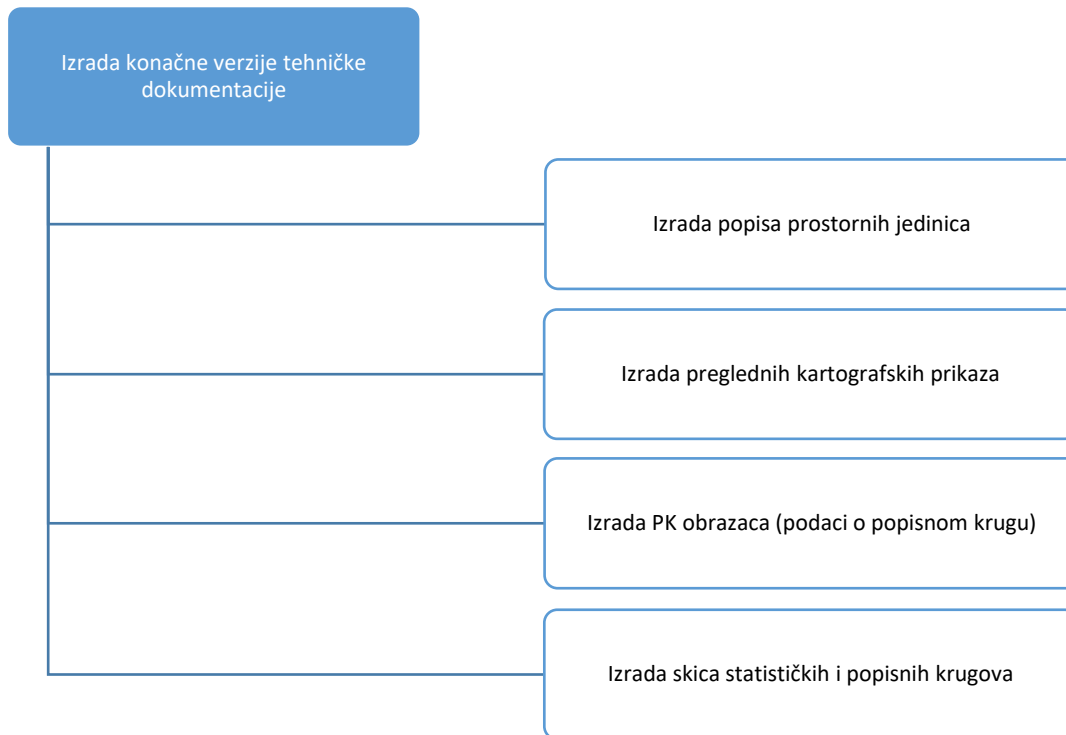 Izrada konačne verzije tehničke
dokumentacije
Izrada popisa prostornih jedinica
Izrada preglednih kartografskih prikaza
Izrada PK obrazaca (podaci o popisnom krugu)
Izrada skica statističkih i popisnih krugova